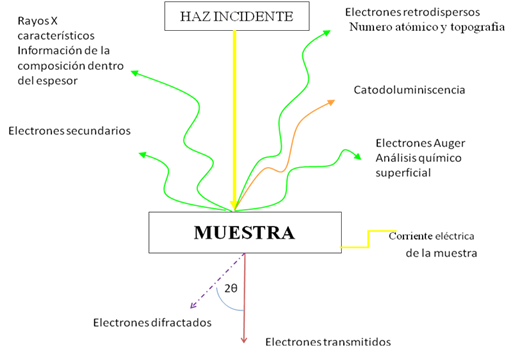 HAZ INCIDENTE
Electrones retrodispersos
Numero atómico y topografía
Rayos X
característicos
Información de la
composición dentro
del espesor
Catodoluminiscencia
Electrones secundarios
Electrones Auger
Análisis químico
superficial
MUESTRA
Corriente eléctrica
de la muestra
2θ
Electrones difractados
Electrones transmitidos